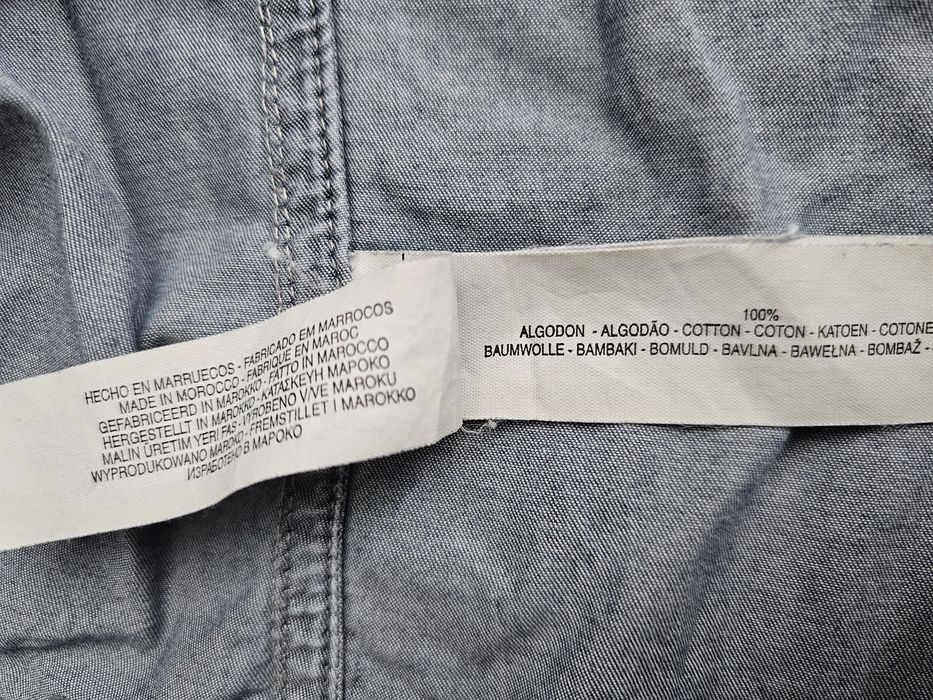 HECHO EN MARRUECOS - FABRICADO EM MARROCOS
MADE IN MOROCCO - FABRIQUÉ EN MAROC
GEFABRICEERD IN MAROKKO - FATTO IN MAROCCO
HERGESTELLT IN MAROKKO - ΚΑΤΑΣΚΕΥΗ ΜΑΡΟΚΟ
MALIN ÜRETIM YERI FAS - VYROBENO V/VE MAROKU
WYPRODUKOWANO MAROKO - FREMSTILLET I MAROKKO
ИЗРАБОТЕНО В МАРОКО
100%
ALGODON - ALGODÃO - COTTON - COTON - KATOEN - COTONE
BAUMWOLLE - BAMBAKI - BOMULD - BAVLNA - BAWEŁNA - BOMBAŽ -